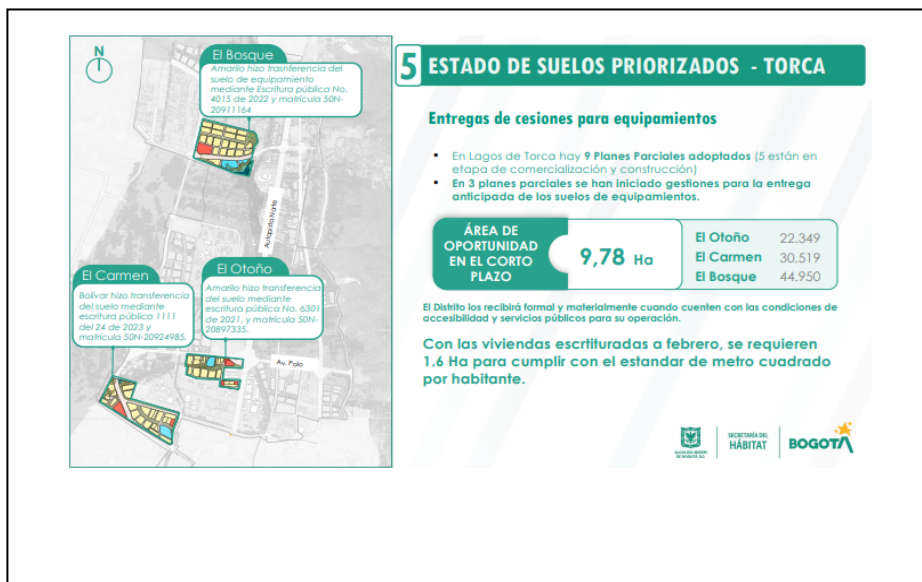 N
El Bosque
Amarilo hizo trasnferencia del
suelo de equipamiento
mediante Escritura pública No.
4015 de 2022 y matrícula 50N-
20911164
Autopista Norte
El Carmen
Bolívar hizo transferencia
del suelo mediante
escritura pública 1111
del 24 de 2023 y
matrícula 50N-20924985.
El Otoño
Amarilo hizo transferencia
del suelo mediante
escritura pública No. 6301
de 2021, y matrícula 50N-
20897335.
Av. Polo
5 ESTADO DE SUELOS PRIORIZADOS - TORCA
Entregas de cesiones para equipamientos
• En Lagos de Torca hay 9 Planes Parciales adoptados (5 están en
etapa de comercialización y construcción)
• En 3 planes parciales se han iniciado gestiones para la entrega
anticipada de los suelos de equipamientos.
ÁREA DE
OPORTUNIDAD
EN EL CORTO
PLAZO
9,78 Ha
El Otoño 22.349
El Carmen 30.519
El Bosque 44.950
El Distrito los recibirá formal y materialmente cuando cuenten con las condiciones de
accesibilidad y servicios públicos para su operación.
Con las viviendas escrtituradas a febrero, se requieren
1.6 Ha para cumplir con el estandar de metro cuadrado
por habitante.
ALCALDÍA MAYOR
DE BOGOTÁ D.C.
SECRETARÍA DEL
HÁBITAT
BOGOTÁ